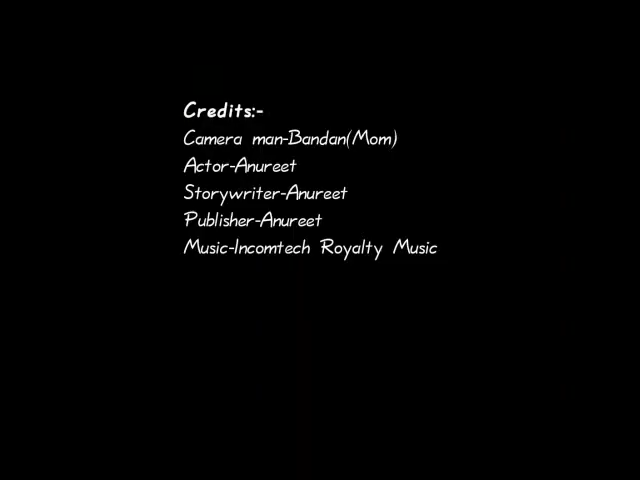 Credits:-
Camera man-Bandan(Mom)
Actor-Anureet
Storywriter-Anureet
Publisher-Anureet
Music-Incomtech Royalty Music